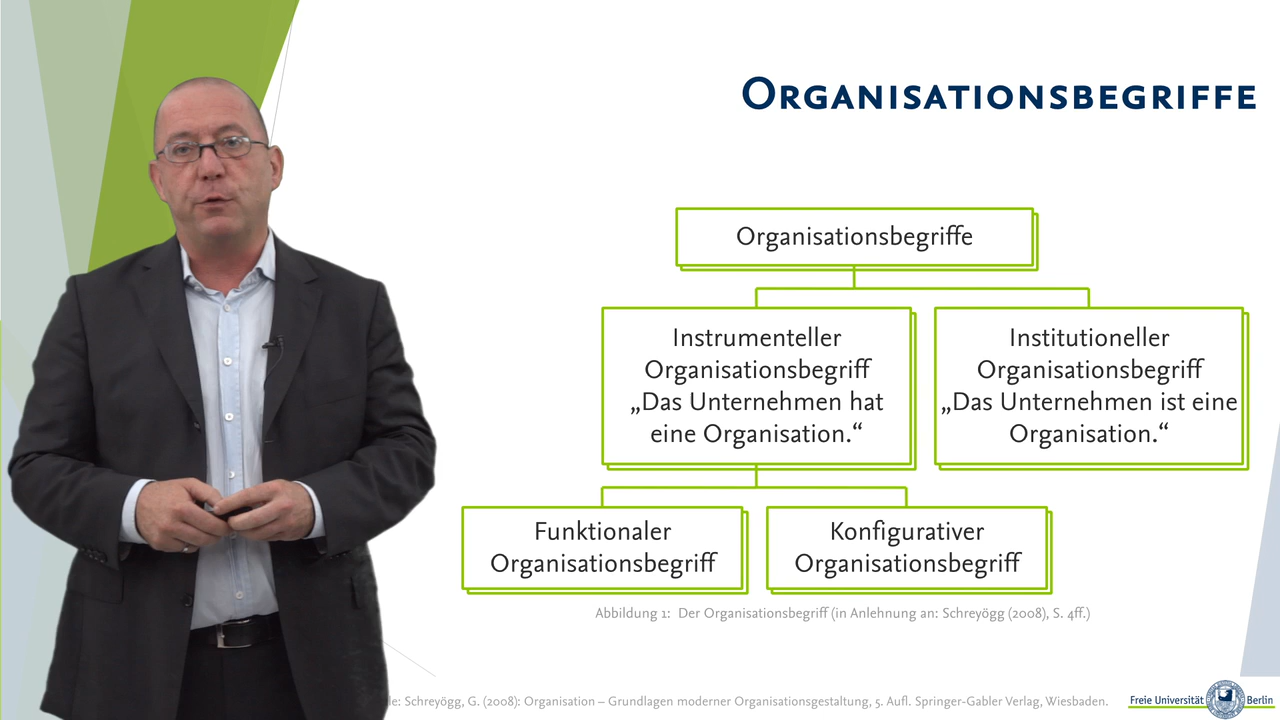 ORGANISATIONSBEGRIFFE
Organisationsbegriffe
Instrumenteller
Organisationsbegriff
„Das Unternehmen hat
eine Organisation.“
Institutioneller
Organisationsbegriff
„Das Unternehmen ist eine
Organisation.“
Funktionaler
Organisationsbegriff
Konfigurativer
Organisationsbegriff
Abbildung 1: Der Organisationsbegriff (in Anlehnung an: Schreyögg (2008), S. 4ff.)
Schreyögg, G. (2008): Organisation – Grundlagen moderner Organisationsgestaltung, 5. Aufl. Springer-Gabler Verlag, Wiesbaden.
Freie Universität Berlin